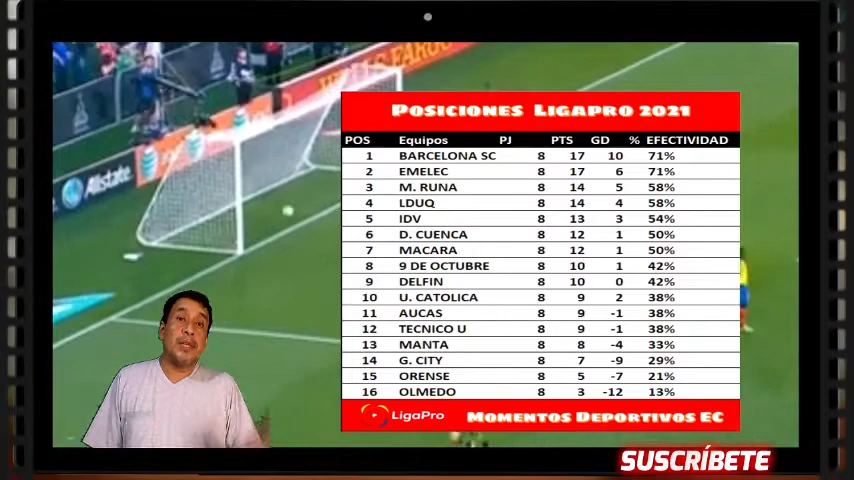 WELLS FARGO
at&t
at&t
at&t
Allstate
POSICIONES LIGAPRO 2021
POS Equipos PJ PTS GD % EFECTIVIDAD
1 BARCELONA SC 8 17 10 71%
2 EMELEC 8 17 6 71%
3 M. RUNA 8 14 5 58%
4 LDUQ 8 14 4 58%
5 IDV 8 13 3 54%
6 D. CUENCA 8 12 1 50%
7 MACARA 8 12 1 50%
8 9 DE OCTUBRE 8 10 1 42%
9 DELFIN 8 10 0 42%
10 U. CATOLICA 8 9 2 38%
11 AUCAS 8 9 -1 38%
12 TECNICO U 8 9 -1 38%
13 MANTA 8 8 -4 33%
14 G. CITY 8 7 -9 29%
15 ORENSE 8 5 -7 21%
16 OLMEDO 8 3 -12 13%
LigaPro MOMENTOS DEPORTIVOS EC
SUSCRÍBETE